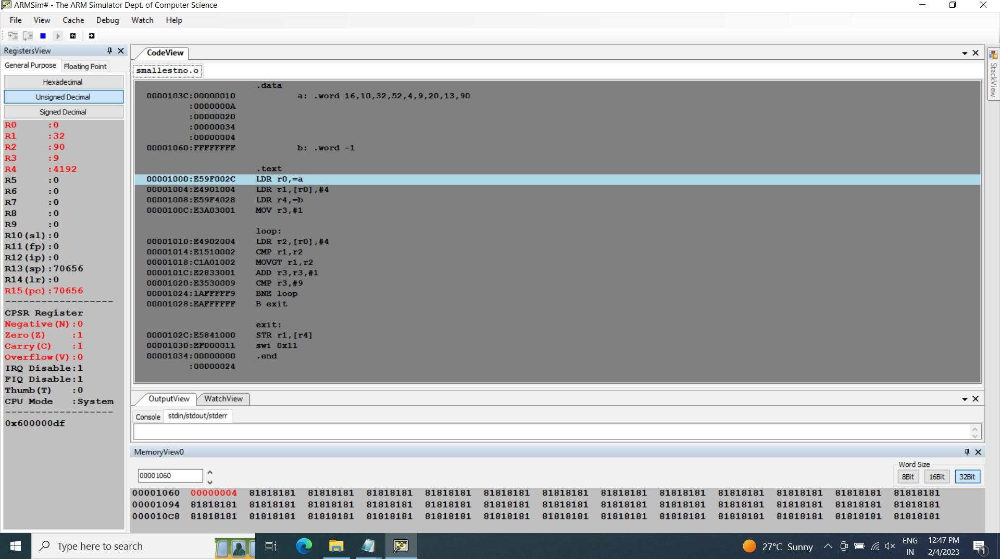 ARMSim# - The ARM Simulator Dept. of Computer Science
File View Cache Debug Watch Help
RegistersView
General Purpose Floating Point
Hexadecimal
Unsigned Decimal
Signed Decimal
R0 :0
R1 :32
R2 :90
R3 :9
R4 :4192
R5 :0
R6 :0
R7 :0
R8 :0
R9 :0
R10(sl):0
R11(fp):0
R12(ip):0
R13(sp):70656
R14(lr):0
R15(pc):70656
------------------
CPSR Register
Negative(N):0
Zero(Z) :1
Carry(C) :1
Overflow(V):0
IRQ Disable:1
FIQ Disable:1
Thumb(T) :0
CPU Mode :System
------------------
0x600000df
CodeView
smallestno.o
.data
0000103C:00000010 a: .word 16,10,32,52,4,9,20,13,90
:0000000A
:00000020
:00000034
:00000004
00001060:FFFFFFFF b: .word -1
.text
00001000:E59F002C LDR r0,=a
00001004:E4901004 LDR r1,[r0],#4
00001008:E59F4028 LDR r4,=b
0000100C:E3A03001 MOV r3,#1
loop:
00001010:E4902004 LDR r2,[r0],#4
00001014:E1510002 CMP r1,r2
00001018:C1A01002 MOVGT r1,r2
0000101C:E2833001 ADD r3,r3,#1
00001020:E3530009 CMP r3,#9
00001024:1AFFFFF9 BNE loop
00001028:EAFFFFFF B exit
exit:
0000102C:E5841000 STR r1,[r4]
00001030:EF000011 swi 0x11
00001034:00000000 .end
:00000024
StackView
OutputView WatchView
Console stdin/stdout/stderr
MemoryView0
00001060
Word Size
8Bit 16Bit 32Bit
00001060 00000004 81818181 81818181 81818181 81818181 81818181 81818181 81818181 81818181 81818181 81818181 81818181 81818181
00001094 81818181 81818181 81818181 81818181 81818181 81818181 81818181 81818181 81818181 81818181 81818181 81818181 81818181
000010C8 81818181 81818181 81818181 81818181 81818181 81818181 81818181 81818181 81818181 81818181 81818181 81818181 81818181
Type here to search
27°C Sunny
ENG
IN
12:47 PM
2/4/2023
1